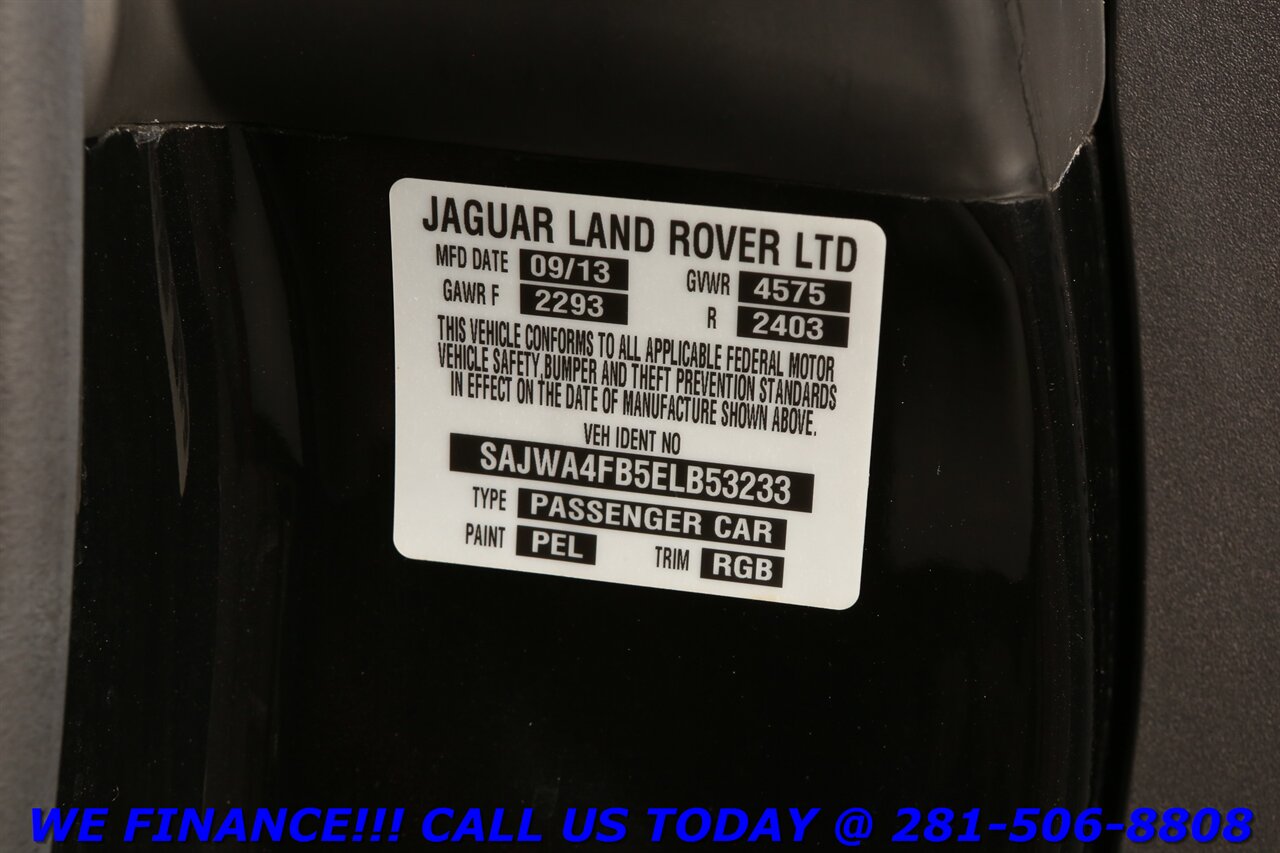 JAGUAR LAND ROVER LTD
MFD DATE 09/13 GVWR 4575
GAWR F 2293 R 2403
THIS VEHICLE CONFORMS TO ALL APPLICABLE FEDERAL MOTOR
VEHICLE SAFETY,BUMPER AND THEFT PREVENTION STANDARDS
IN EFFECT ON THE DATE OF MANUFACTURE SHOWN ABOVE.
VEH IDENT NO
SAJWA4FB5ELB53233
TYPE PASSENGER CAR
PAINT PEL TRIM RGB
WE FINANCE!!! CALL US TODAY @ 281-506-8808